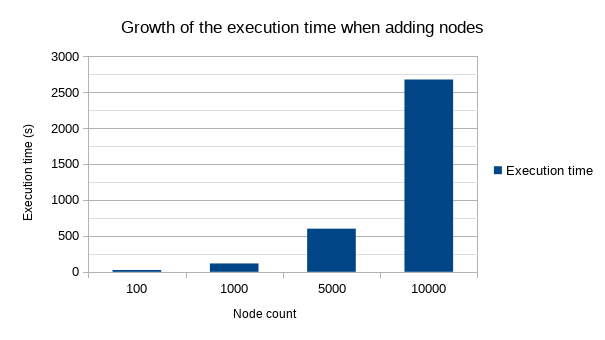 Growth of the execution time when adding nodes
3000
2500
2000
1500
1000
500
0
Execution time (s)
100 1000 5000 10000
Node count
Execution time